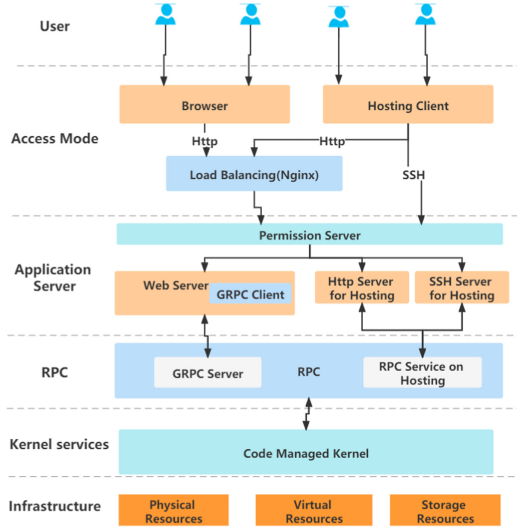 User
Browser
Hosting Client
Access Mode
Http
Http
Load Balancing(Nginx)
SSH
Permission Server
Application
Server
Web Server
GRPC Client
Http Server
for Hosting
SSH Server
for Hosting
RPC
GRPC Server
RPC
RPC Service on
Hosting
Kernel services
Code Managed Kernel
Infrastructure
Physical
Resources
Virtual
Resources
Storage
Resources